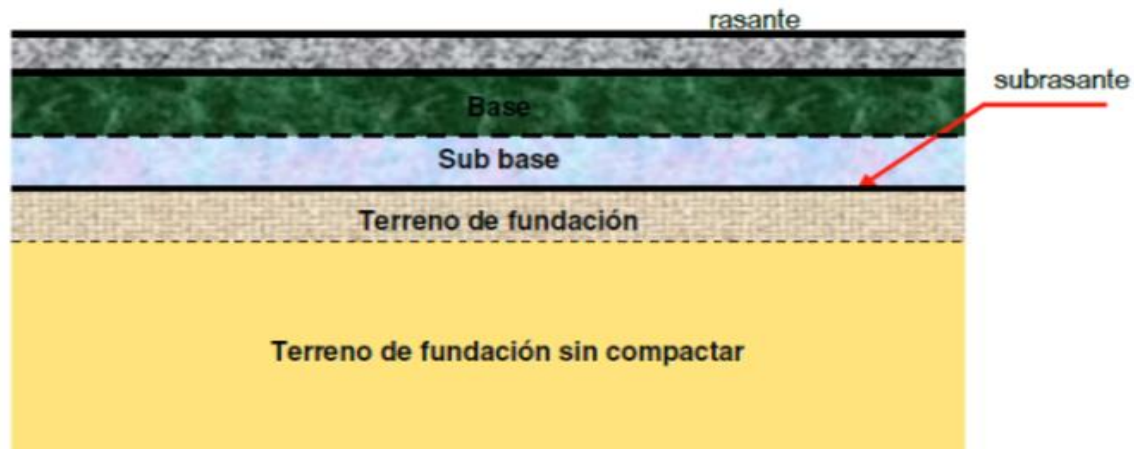 rasante
subrasante
Base
Sub base
Terreno de fundación
Terreno de fundación sin compactar